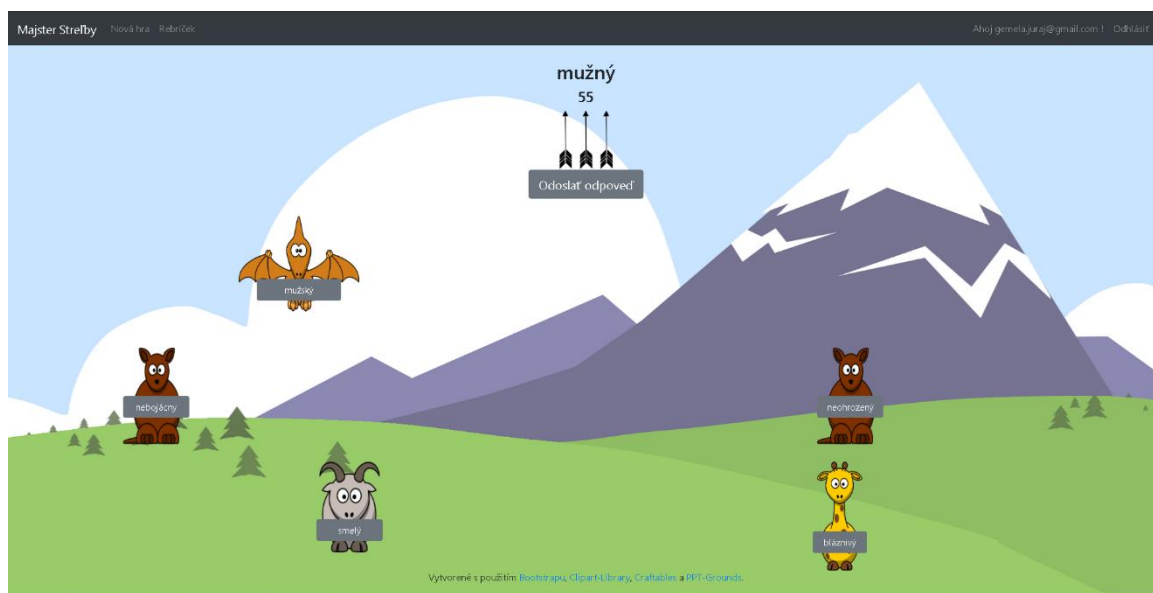 Majster Streľby Nová hra Rebríček Ahoj gemela.juraj@gmail.com ! Odhlásiť
mužný
55
Odoslať odpoveď
mužský
nebojácny
neohrozený
smelý
bláznivý
Vytvorené s použitím Bootstrapu, Clipart-Library, Craftables a PPT-Grounds.